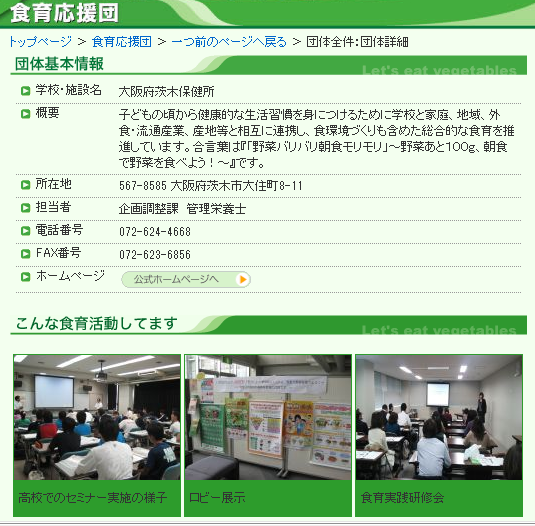 食育応援団
トップページ > 食育応援団 > 一つ前のページへ戻る > 団体全件:団体詳細
団体基本情報
Let's eat vegetables
学校・施設名 大阪府茨木保健所
概要 子どもの頃から健康的な生活習慣を身につけるために学校と家庭、地域、外
食・流通産業、産地等と相互に連携し、食環境づくりも含めた総合的な食育を推
進しています。合言葉は『「野菜バリバリ朝食モリモリ」～野菜あと100g、朝食
で野菜を食べよう！～』です。
所在地 567-8585 大阪府茨木市大住町8-11
担当者 企画調整課 管理栄養士
電話番号 072-624-4668
FAX番号 072-623-6856
ホームページ 公式ホームページへ
こんな食育活動してます
Let's eat vegetables
高校でのセミナー実施の様子 ロビー展示 食育実践研修会